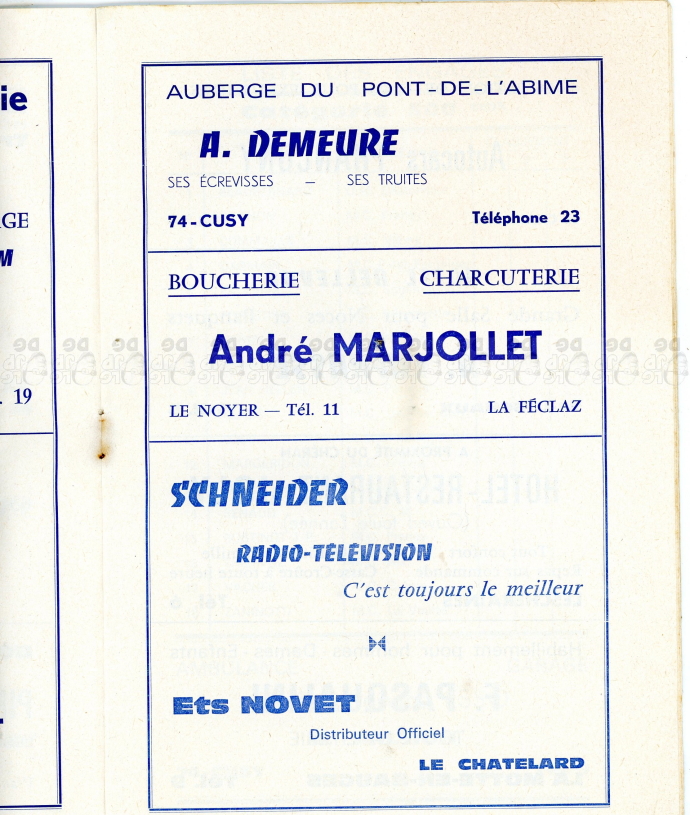 AUBERGE DU PONT-DE-L'ABIME
A. DEMEURE
SES ÉCREVISSES — SES TRUITES
74-CUSY Téléphone 23
BOUCHERIE CHARCUTERIE
André MARJOLLET
LE NOYER — Tél. 11 LA FÉCLAZ
SCHNEIDER
RADIO-TÉLÉVISION
C'est toujours le meilleur
Ets NOVET
Distributeur Officiel
LE CHATELARD
ie
GE
M
. 19